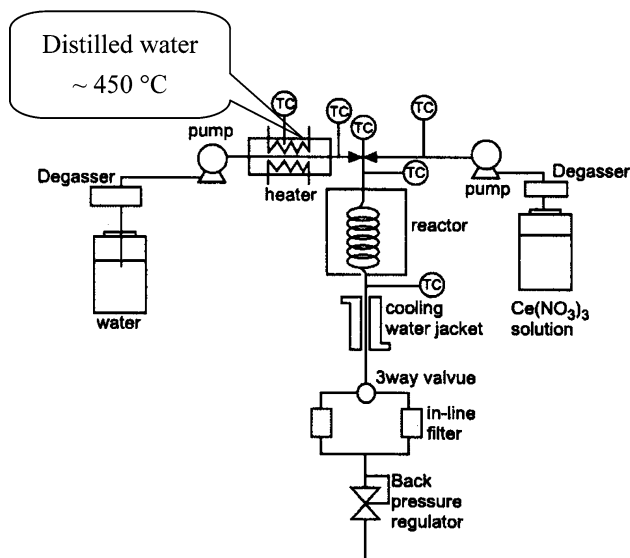 Distilled water
~ 450 °C
TC
TC
TC
TC
pump
Degasser
heater
TC
pump
Degasser
reactor
water
TC
Ce(NO₃)₃
solution
cooling
water jacket
3way valvue
in-line
filter
Back
pressure
regulator